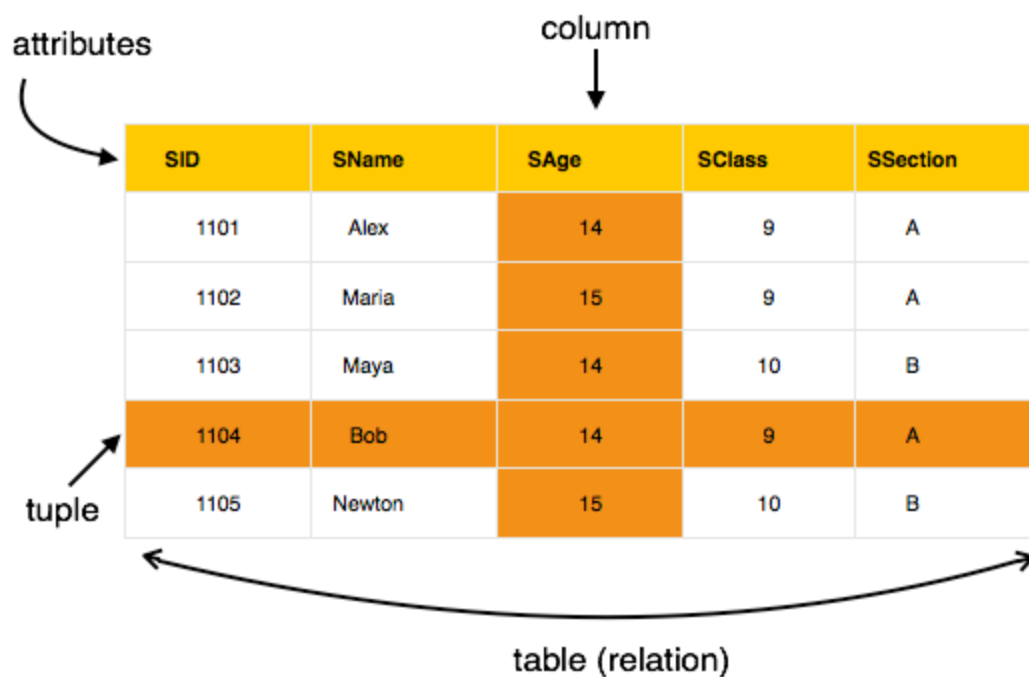 column
attributes
SID SName SAge SClass SSection
1101 Alex 14 9 A
1102 Maria 15 9 A
1103 Maya 14 10 B
1104 Bob 14 9 A
tuple
1105 Newton 15 10 B
table (relation)